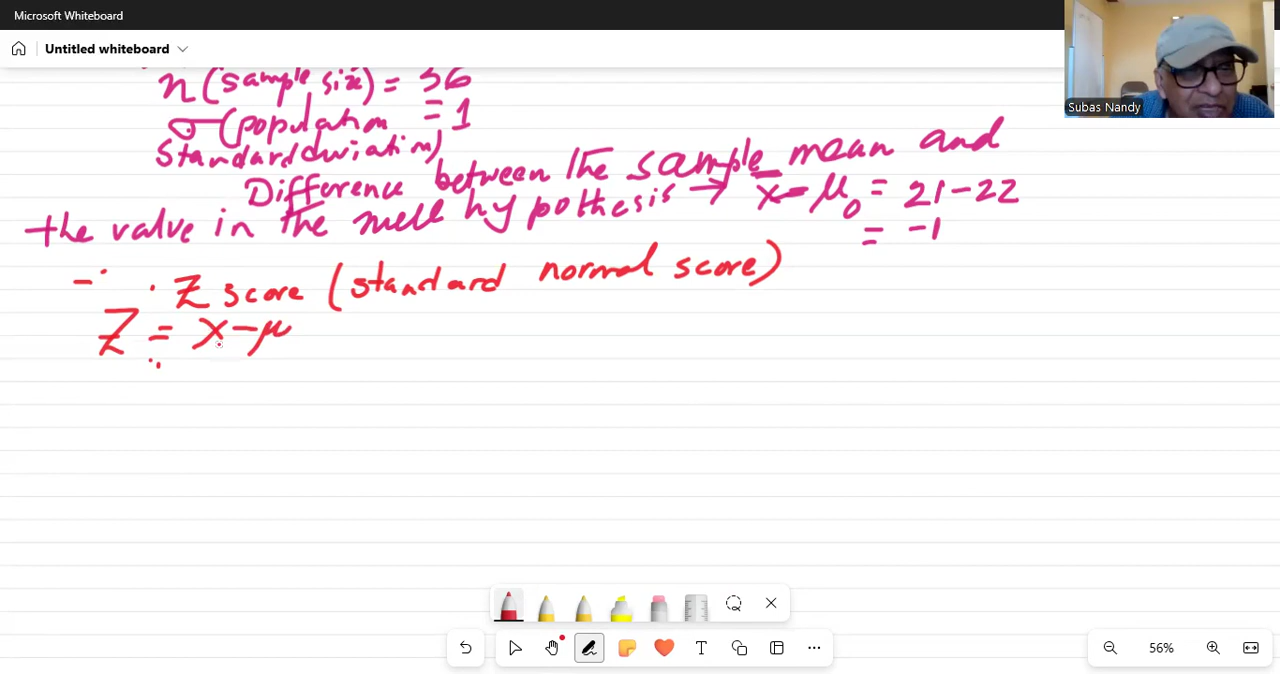 Microsoft Whiteboard
Untitled whiteboard
Subas Nandy
n (sample size) = 36
σ (population = 1
standard deviation)
Difference between the sample mean and
the value in the null hypothesis → x̄ - μ₀ = 21 - 22
= -1
Z score (standard normal score)
Z = x - μ
56%